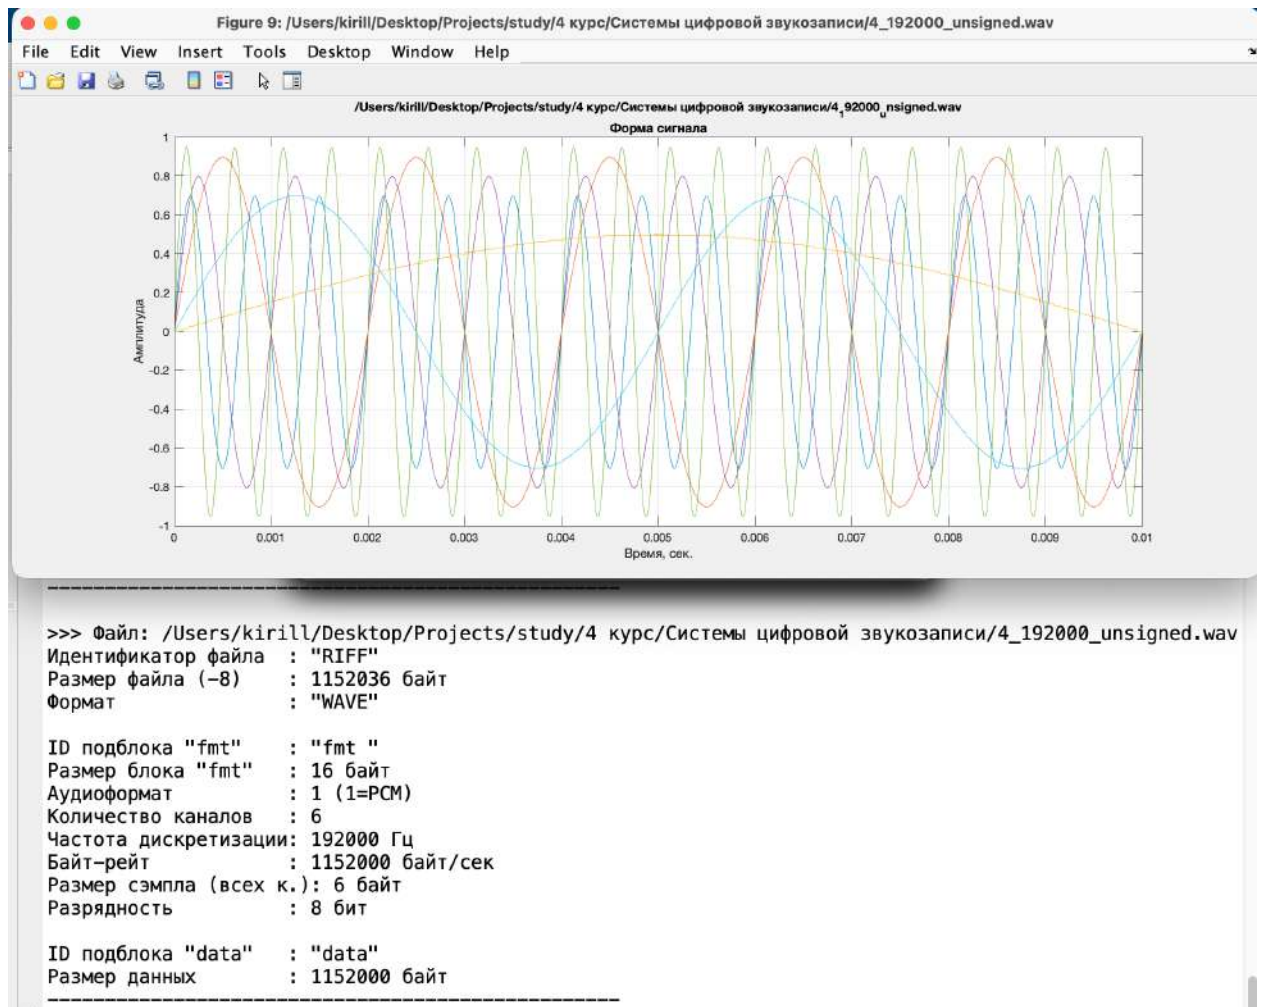 Figure 9: /Users/kirill/Desktop/Projects/study/4 курс/Системы цифровой звукозаписи/4_192000_unsigned.wav
File Edit View Insert Tools Desktop Window Help
/Users/kirill/Desktop/Projects/study/4 курс/Системы цифровой звукозаписи/4_192000_unsigned.wav
Форма сигнала
1
0.8
0.6
0.4
0.2
0
-0.2
-0.4
-0.6
-0.8
-1
Амплитуда
0 0.001 0.002 0.003 0.004 0.005 0.006 0.007 0.008 0.009 0.01
Время, сек.
--------------------------------------------------
>>> Файл: /Users/kirill/Desktop/Projects/study/4 курс/Системы цифровой звукозаписи/4_192000_unsigned.wav
Идентификатор файла : "RIFF"
Размер файла (-8) : 1152036 байт
Формат : "WAVE"
ID подблока "fmt" : "fmt "
Размер блока "fmt" : 16 байт
Аудиоформат : 1 (1=PCM)
Количество каналов : 6
Частота дискретизации: 192000 Гц
Байт-рейт : 1152000 байт/сек
Размер сэмпла (всех к.): 6 байт
Разрядность : 8 бит
ID подблока "data" : "data"
Размер данных : 1152000 байт
--------------------------------------------------